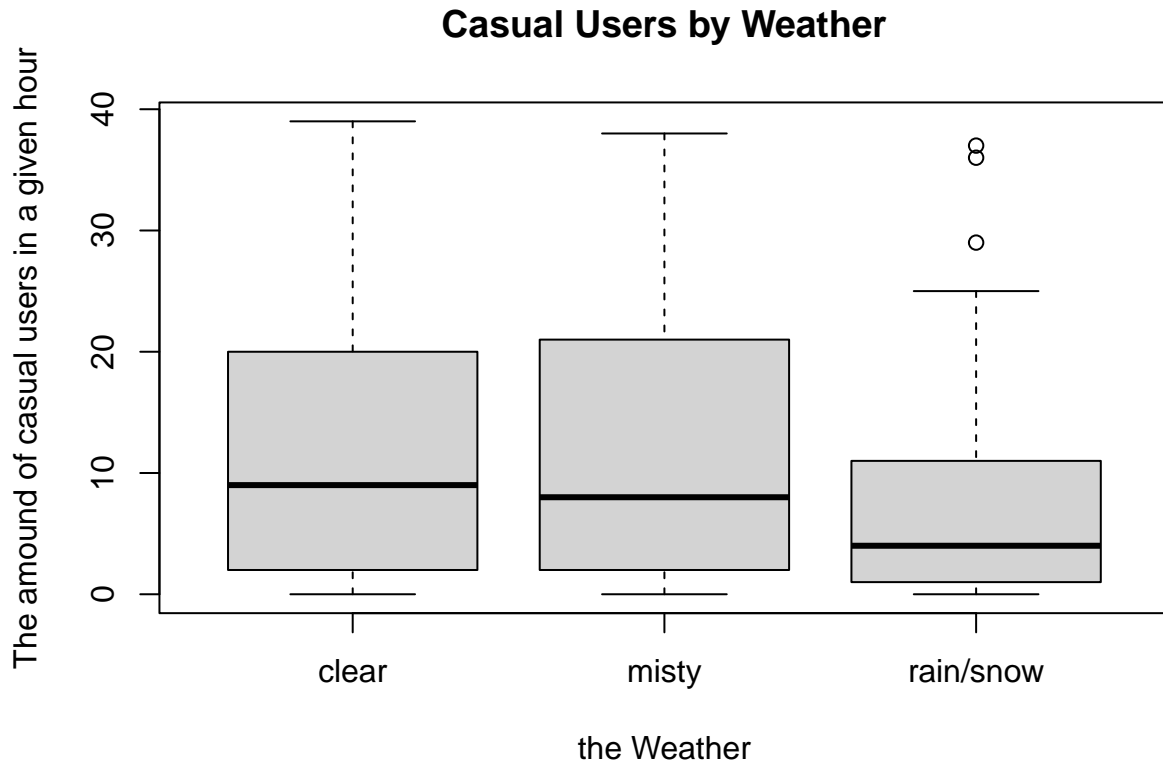 Casual Users by Weather
The amound of casual users in a given hour
40
30
20
10
0
clear misty rain/snow
the Weather